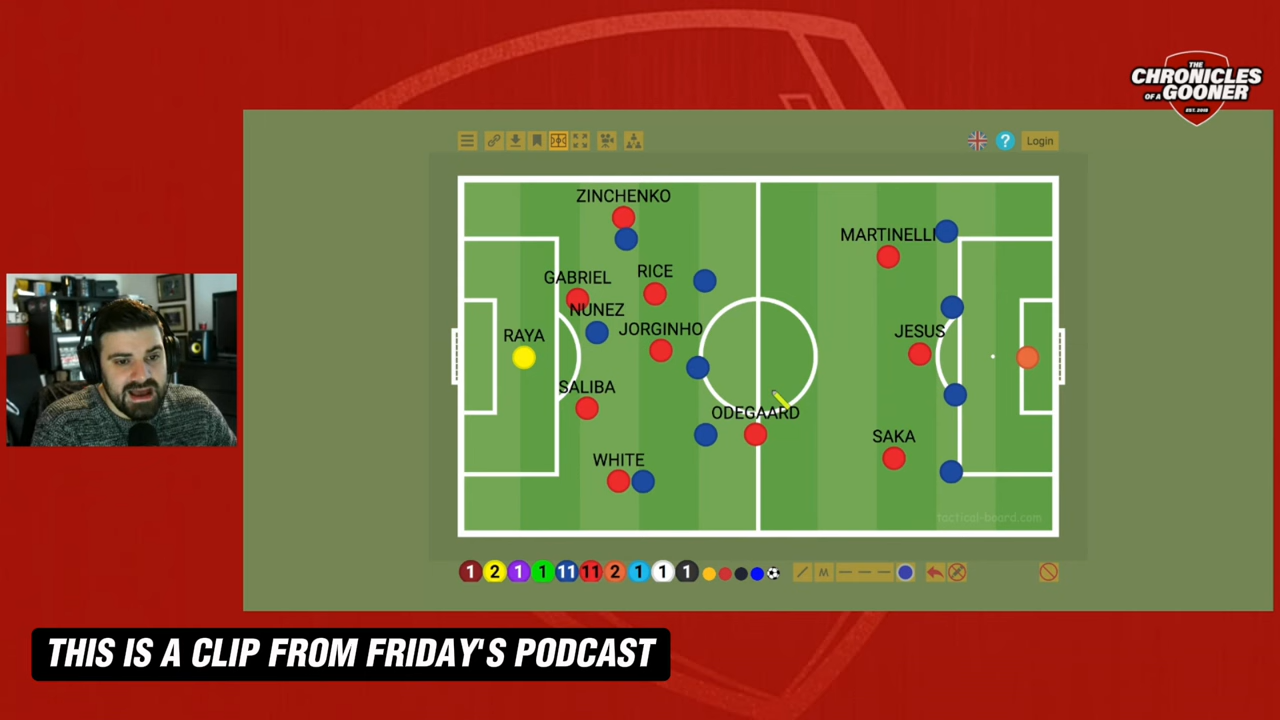 THE
CHRONICLES
OF A GOONER
EST. 2018
Login
?
ZINCHENKO
MARTINELLI
GABRIEL
RICE
NUNEZ
JORGINHO
RAYA
JESUS
SALIBA
ODEGAARD
SAKA
WHITE
tactical-board.com
1 2 1 1 11 11 2 1 1 1
M
THIS IS A CLIP FROM FRIDAY'S PODCAST